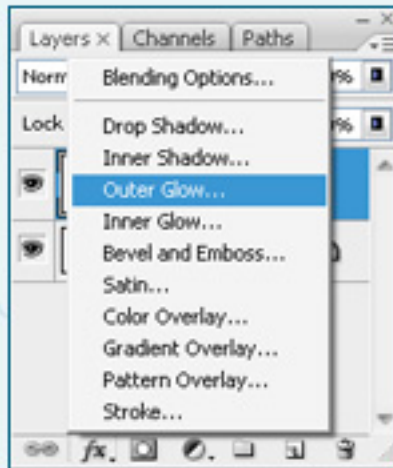 Layers × Channels Paths
Norm Blending Options... %
Lock Drop Shadow... %
Inner Shadow...
Outer Glow...
Inner Glow...
Bevel and Emboss...
Satin...
Color Overlay...
Gradient Overlay...
Pattern Overlay...
Stroke...
fx.